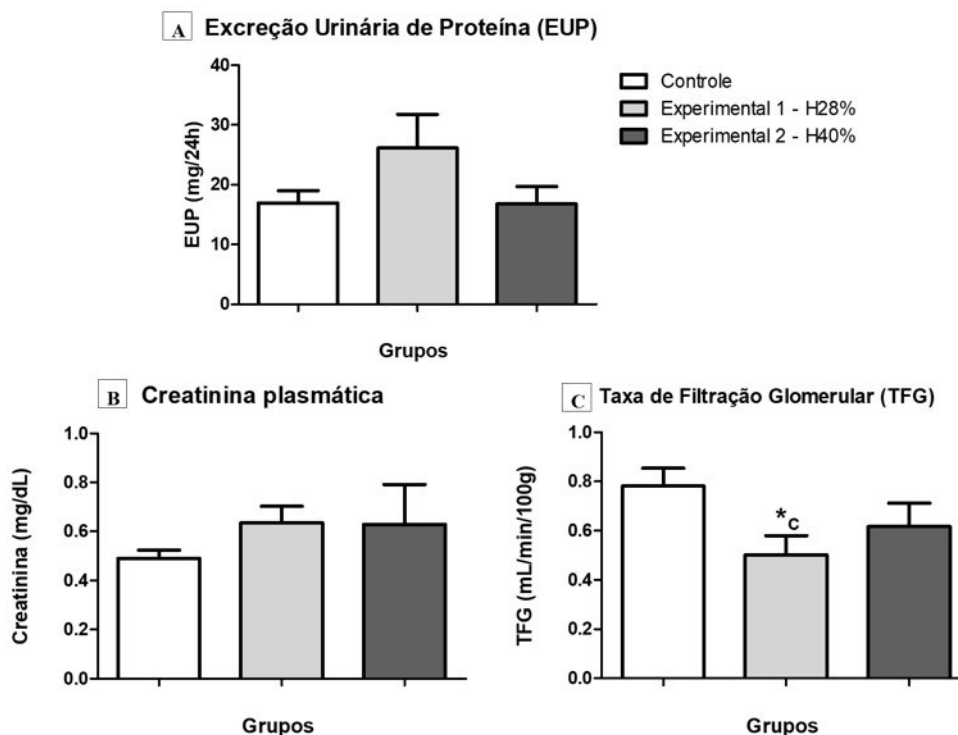 A Excreção Urinária de Proteína (EUP)
40
30
20
10
0
EUP (mg/24h)
Grupos
Controle
Experimental 1 - H28%
Experimental 2 - H40%
B Creatinina plasmática
1.0
0.8
0.6
0.4
0.2
0.0
Creatinina (mg/dL)
Grupos
C Taxa de Filtração Glomerular (TFG)
1.0
0.8
0.6
0.4
0.2
0.0
TFG (mL/min/100g)
*c
Grupos